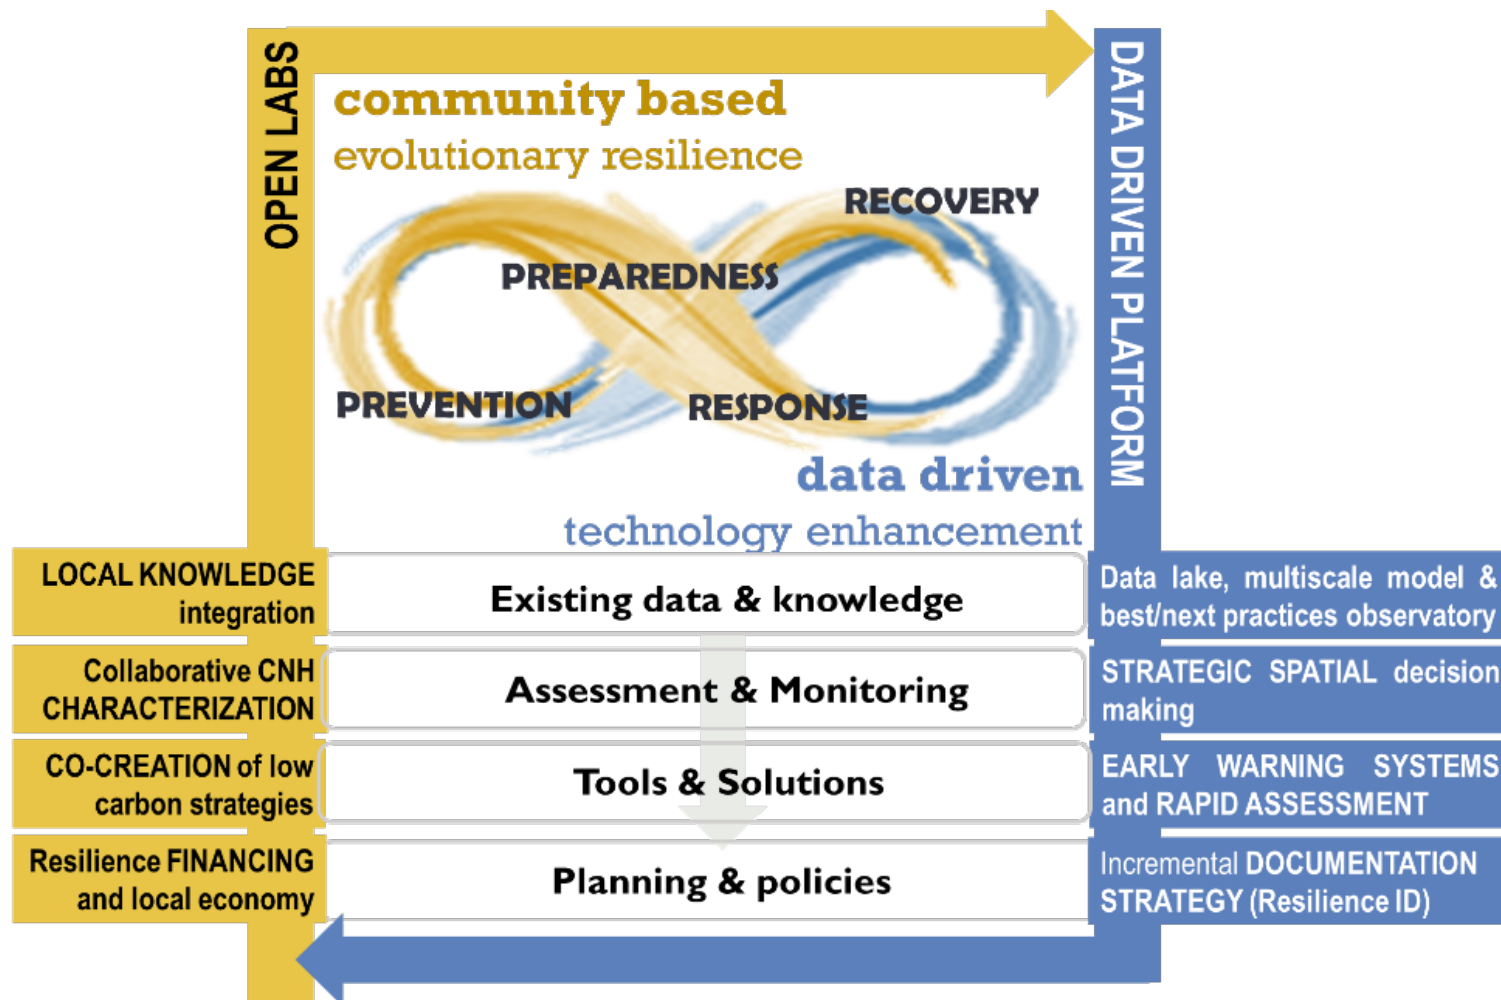 OPEN LABS
DATA DRIVEN PLATFORM
community based
evolutionary resilience
RECOVERY
PREPAREDNESS
PREVENTION
RESPONSE
data driven
technology enhancement
LOCAL KNOWLEDGE
integration
Existing data & knowledge
Data lake, multiscale model &
best/next practices observatory
Collaborative CNH
CHARACTERIZATION
Assessment & Monitoring
STRATEGIC SPATIAL decision
making
CO-CREATION of low
carbon strategies
Tools & Solutions
EARLY WARNING SYSTEMS
and RAPID ASSESSMENT
Resilience FINANCING
and local economy
Planning & policies
Incremental DOCUMENTATION
STRATEGY (Resilience ID)